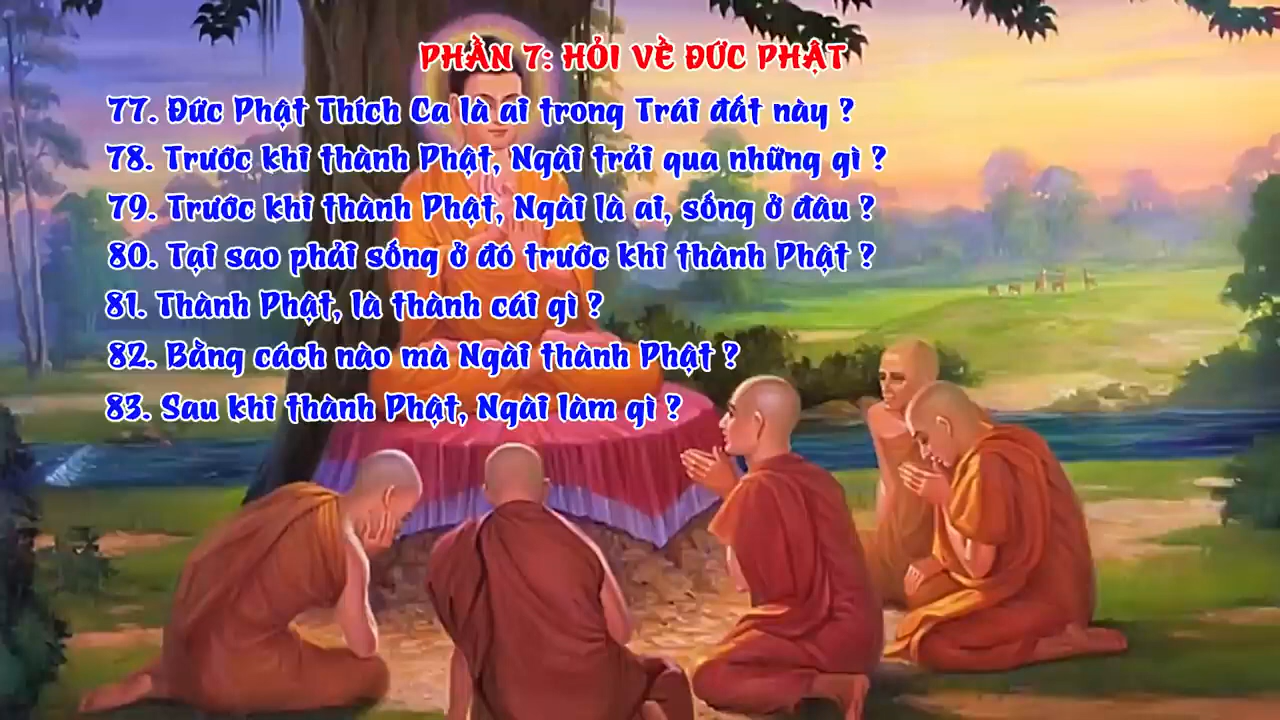 PHẦN 7: HỎI VỀ ĐỨC PHẬT
77. Đức Phật Thích Ca là ai trong Trái đất này ?
78. Trước khi thành Phật, Ngài trải qua những gì ?
79. Trước khi thành Phật, Ngài là ai, sống ở đâu ?
80. Tại sao phải sống ở đó trước khi thành Phật ?
81. Thành Phật, là thành cái gì ?
82. Bằng cách nào mà Ngài thành Phật ?
83. Sau khi thành Phật, Ngài làm gì ?